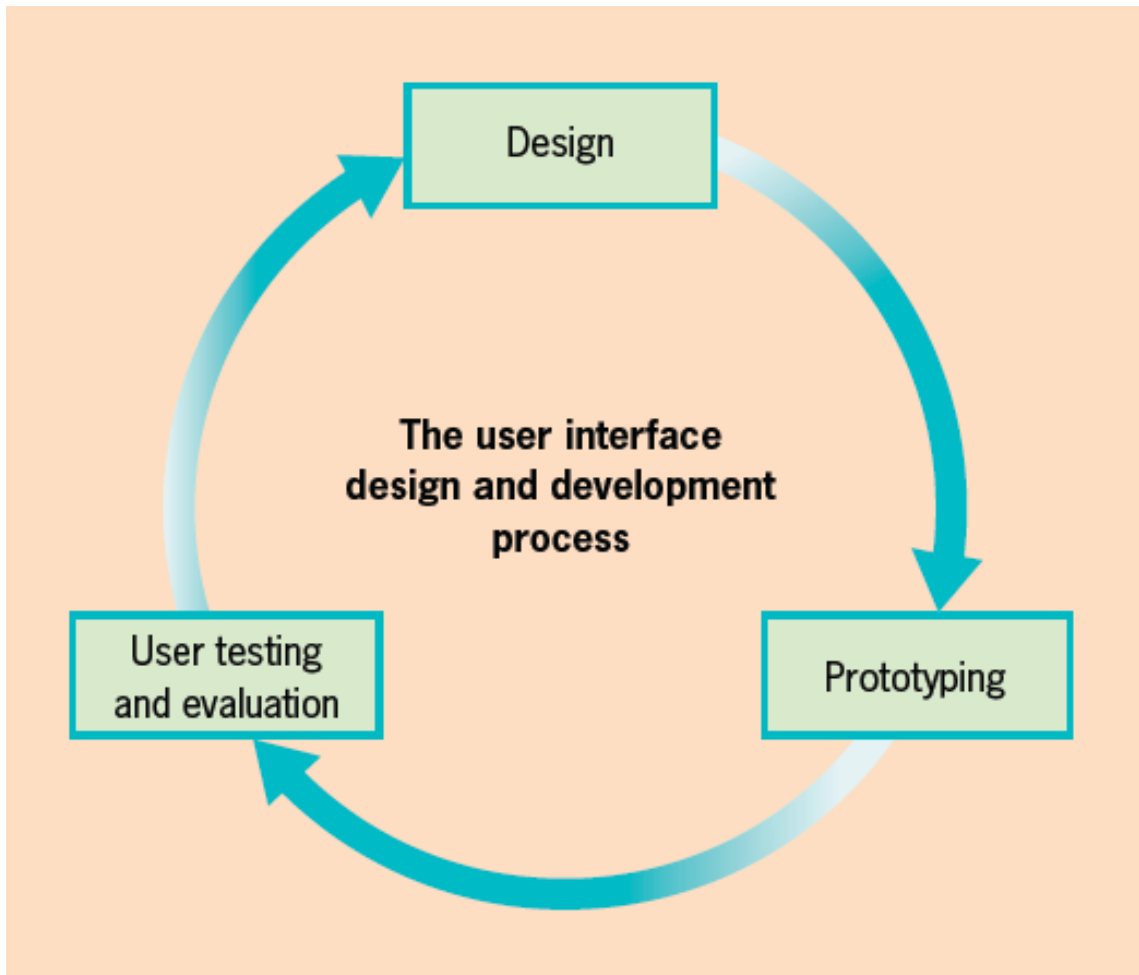 Design
The user interface
design and development
process
User testing
and evaluation
Prototyping